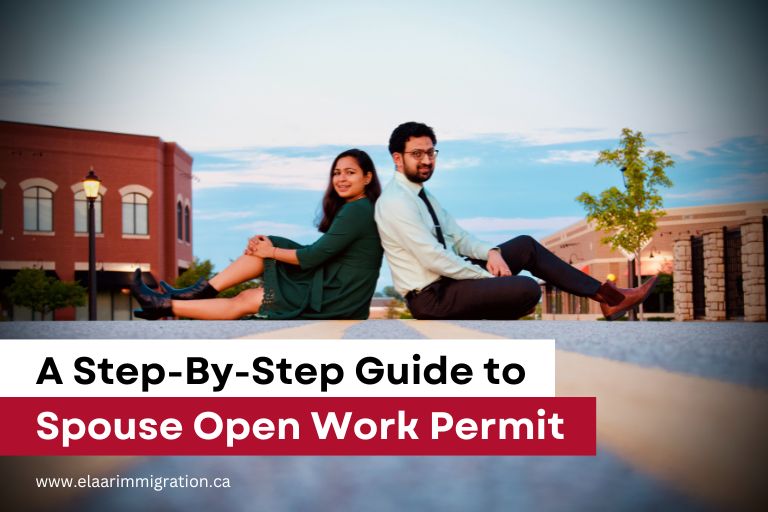 A Step-By-Step Guide to
Spouse Open Work Permit
www.elaarimmigration.ca